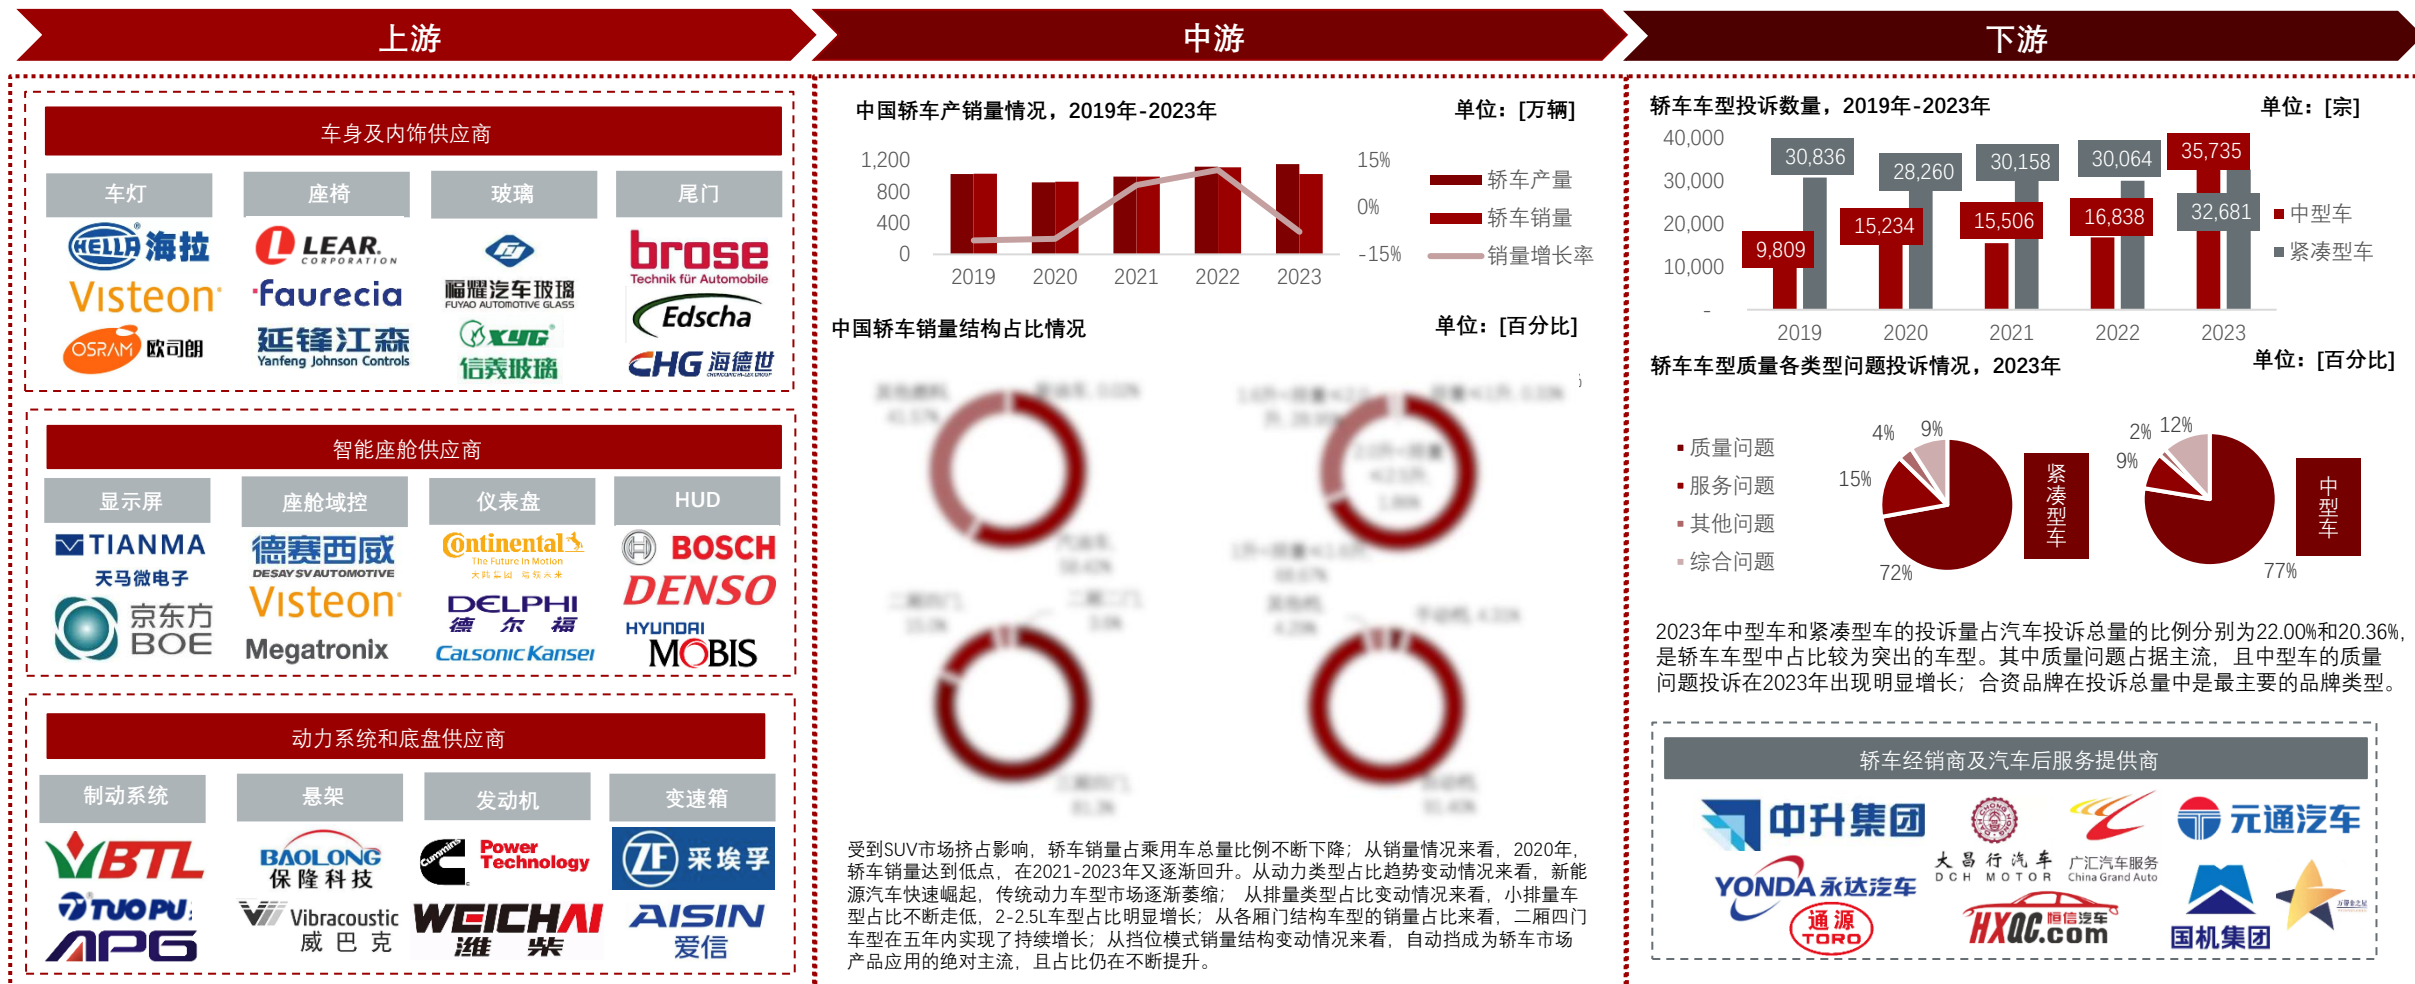 上游
中游
下游
车身及内饰供应商
车灯
座椅
玻璃
尾门
HELLA 海拉
LEAR.
CORPORATION
brose
Technik für Automobile
Visteon
faurecia
福耀汽车玻璃
FUYAO AUTOMOTIVE GLASS
Edscha
OSRAM 欧司朗
延锋江森
Yanfeng Johnson Controls
XYG
信義玻璃
CHG 海德世
智能座舱供应商
显示屏
座舱域控
仪表盘
HUD
TIANMA
天马微电子
德赛西威
DESAY SV AUTOMOTIVE
Continental
The Future in Motion
BOSCH
DENSO
京东方
BOE
Visteon
DELPHI
德 尔 福
HYUNDAI
MOBIS
Megatronix
CalsonicKansei
动力系统和底盘供应商
制动系统
悬架
发动机
变速箱
BTL
BAOLONG
保隆科技
Cummins
Power
Technology
ZF 采埃孚
TUOPU
APG
Vibracoustic
威 巴 克
WEICHAI
潍 柴
AISIN
爱信
中国轿车产销量情况，2019年-2023年
单位：[万辆]
1,200
800
400
0
15%
0%
-15%
2019 2020 2021 2022 2023
轿车产量
轿车销量
销量增长率
中国轿车销量结构占比情况
单位：[百分比]
受到SUV市场挤占影响，轿车销量占乘用车总量比例不断下降；从销量情况来看，2020年，
轿车销量达到低点，在2021-2023年又逐渐回升。从动力类型占比趋势变动情况来看，新能
源汽车快速崛起，传统动力车型市场逐渐萎缩； 从排量类型占比变动情况来看，小排量车
型占比不断走低，2-2.5L车型占比明显增长；从各厢门结构车型的销量占比来看，二厢四门
车型在五年内实现了持续增长；从挡位模式销量结构变动情况来看，自动挡成为轿车市场
产品应用的绝对主流，且占比仍在不断提升。
轿车车型投诉数量，2019年-2023年
单位：[宗]
40,000
30,000
20,000
10,000
-
30,836
28,260
30,158
30,064
35,735
9,809
15,234
15,506
16,838
32,681
2019 2020 2021 2022 2023
中型车
紧凑型车
轿车车型质量各类型问题投诉情况，2023年
单位：[百分比]
质量问题
服务问题
其他问题
综合问题
4%
9%
15%
72%
紧凑型车
2%
12%
9%
77%
中型车
2023年中型车和紧凑型车的投诉量占汽车投诉总量的比例分别为22.00%和20.36%，
是轿车车型中占比较为突出的车型。其中质量问题占据主流，且中型车的质量
问题投诉在2023年出现明显增长；合资品牌在投诉总量中是最主要的品牌类型。
轿车经销商及汽车后服务提供商
中升集团
大昌行汽车
DCH MOTOR
广汇汽车服务
China Grand Auto
元通汽车
YONDA 永达汽车
通源
TORO
HXQC.com
恒信汽车
国机集团